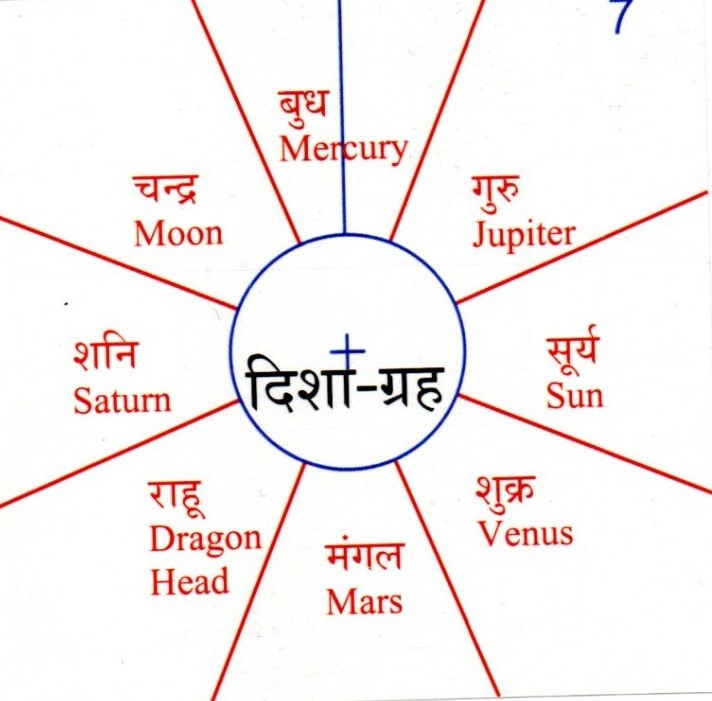 7
बुध
Mercury
चन्द्र
Moon
गुरु
Jupiter
शनि
Saturn
सूर्य
Sun
दिशा-ग्रह
राहू
Dragon
Head
शुक्र
Venus
मंगल
Mars